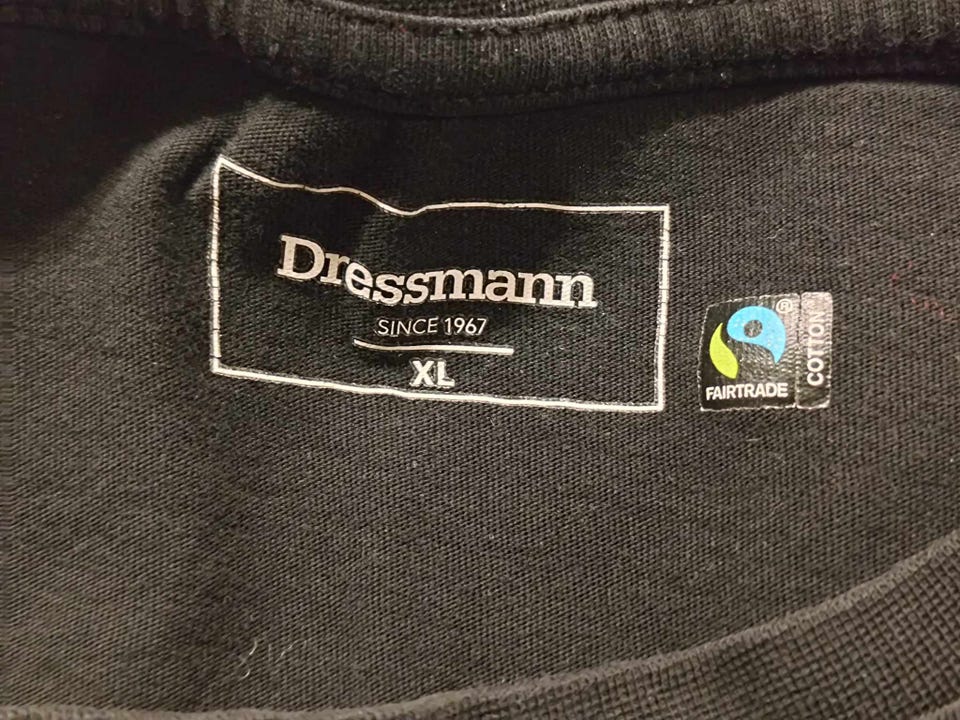 Dressmann
SINCE 1967
XL
®
FAIRTRADE
COTTON